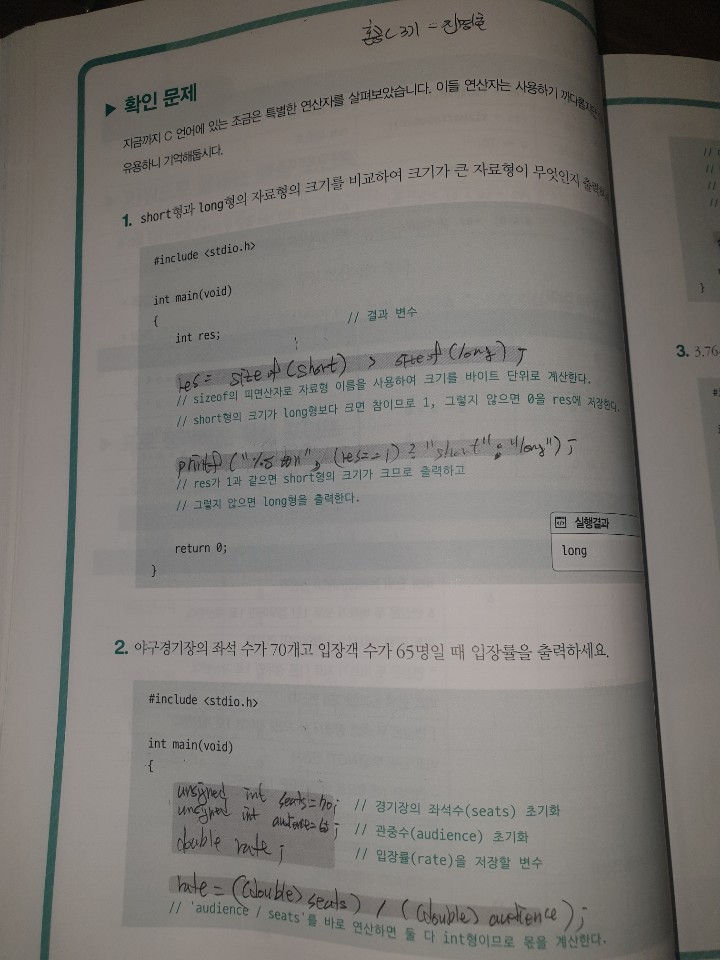 혼공C 3기 -
▶ 확인 문제
지금까지 C 언어에 있는 조금은 특별한 연산자를 살펴보았습니다. 이들 연산자는 사용하기
유용하니 기억해둡시다.
1. short형과 long형의 자료형의 크기를 비교하여 크기가 큰 자료형이 무엇인지
#include <stdio.h>
int main(void)
{
int res; // 결과 변수
res = sizeof(short) > sizeof(long);
// sizeof의 피연산자로 자료형 이름을 사용하여 크기를 바이트 단위로 계산한다.
// short형의 크기가 long형보다 크면 참이므로 1, 그렇지 않으면 0을 res에 저장한다.
printf (res==1) ? "short" : "long");
// res가 1과 같으면 short형의 크기가 크므로 출력하고
// 그렇지 않으면 long형을 출력한다.
실행결과
long
return 0;
}
2. 야구경기장의 좌석 수가 70개고 입장객 수가 65명일 때 입장률을 출력하세요.
#include <stdio.h>
int main(void)
{
unsigned int seats=70; // 경기장의 좌석수(seats) 초기화
unsigned int audience=65; // 관중수(audience) 초기화
double rate; // 입장률(rate)을 저장할 변수
rate = ((double) seats) / ((double) audience);
// 'audience / seats'를 바로 연산하면 둘 다 int형이므로 몫을 계산한다.
//
//
//
//
}
3. 3.76